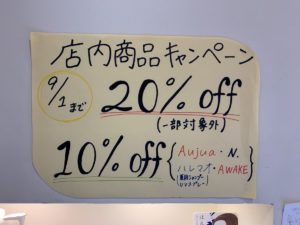 店内商品キャンペーン
9/1まで
20% off
(一部対象外)
10% off { Aujua・N.
ハレマオ・AWAKE